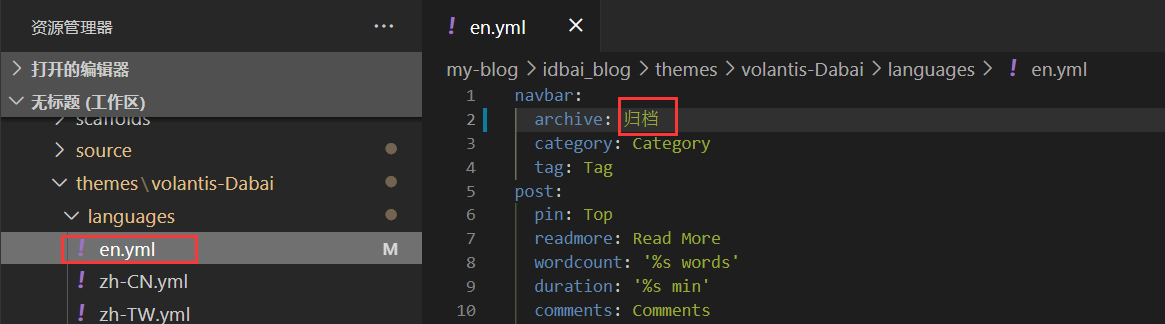 资源管理器 ···
打开的编辑器
无标题 (工作区)
scaffolds
source
themes\volantis-Dabai
languages
! en.yml M
! zh-CN.yml
! zh-TW.yml
! en.yml ×
my-blog > idbai_blog > themes > volantis-Dabai > languages > ! en.yml
1 navbar:
2 archive: 归档
3 category: Category
4 tag: Tag
5 post:
6 pin: Top
7 readmore: Read More
8 wordcount: '%s words'
9 duration: '%s min'
10 comments: Comments